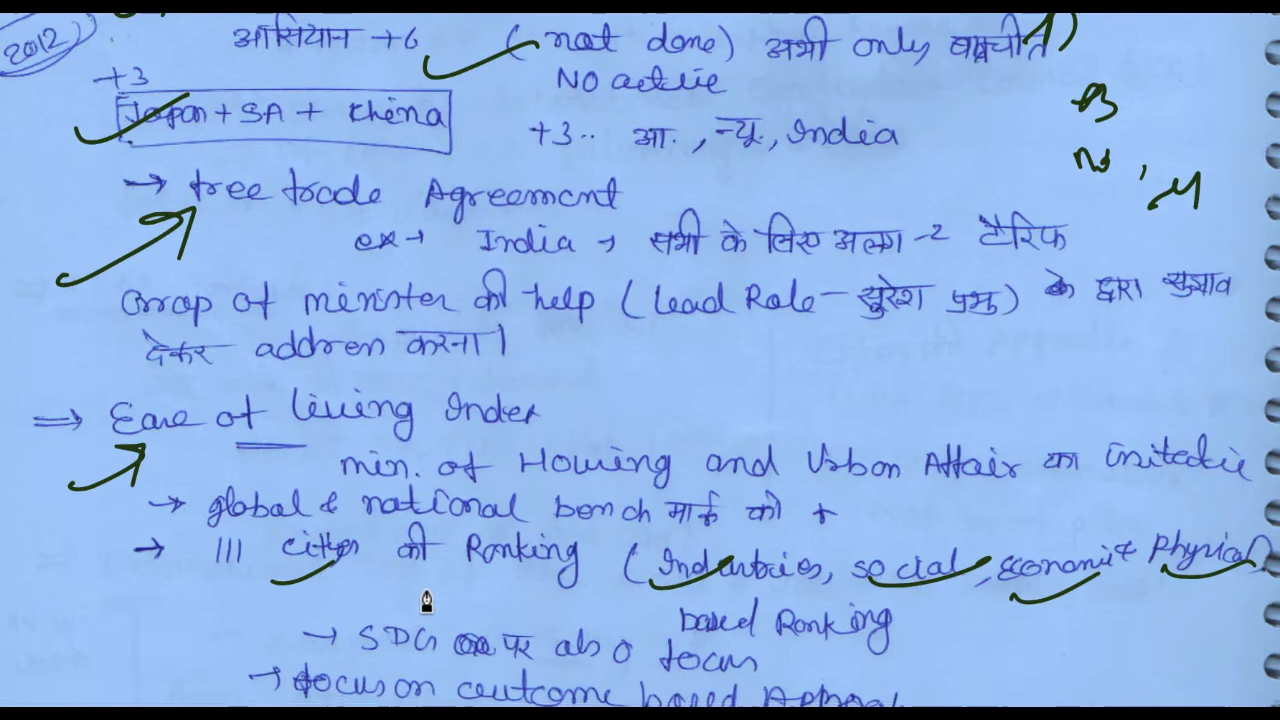 2012
आसियान +6 (not done) अभी only बातचीत)
+3
NO active
Japan + SA + China
+3.. आ. , न्यू., India
→ free trade Agreement
ex → India → सभी के लिए अलग -2 टैरिफ
Group of minister की help (lead Role - सुरेश प्रभु) के द्वारा सुझाव
देकर address करना।
⇒ Ease of living Index
min. of Housing and Urban Affair का
→ global & national bench मार्क को +
→ 111 cities की Ranking ( , social, economic & Physical)
based Ranking
→ SDG पर also focus
→ focus on outcome based